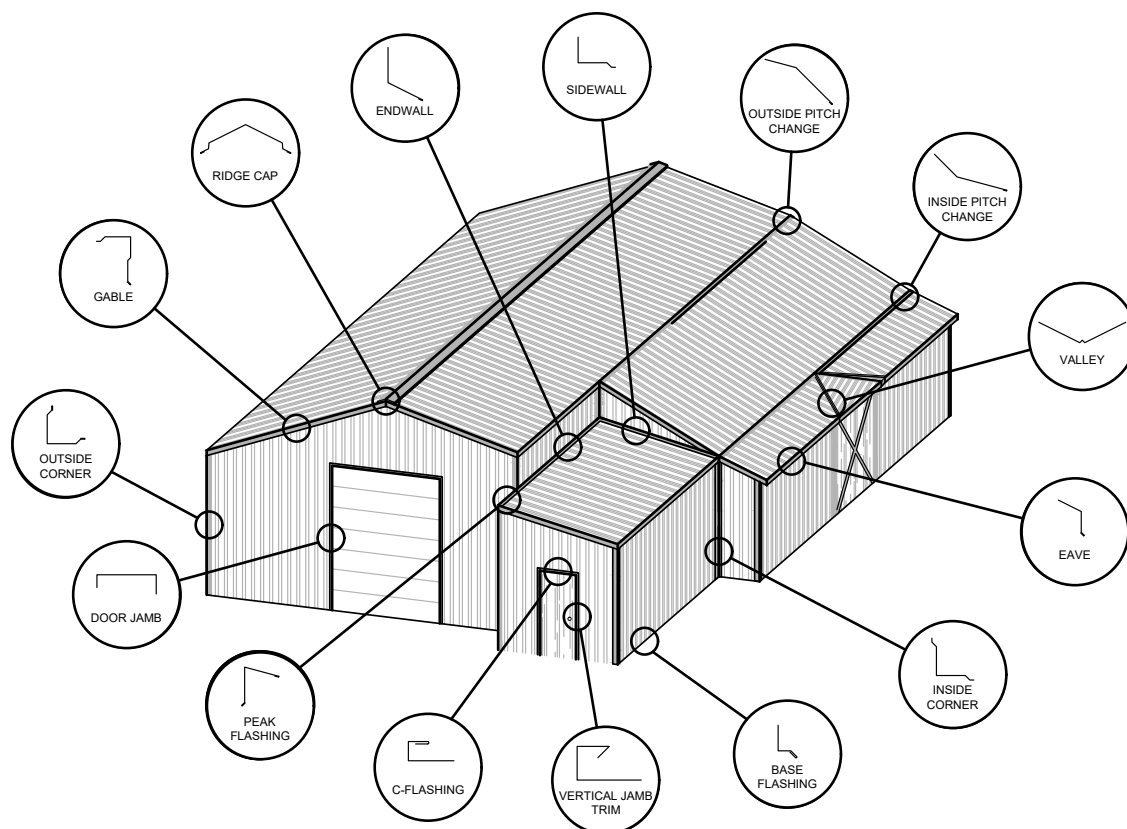 ENDWALL
SIDEWALL
OUTSIDE PITCH
CHANGE
RIDGE CAP
INSIDE PITCH
CHANGE
GABLE
VALLEY
OUTSIDE
CORNER
EAVE
DOOR JAMB
INSIDE
CORNER
PEAK
FLASHING
C-FLASHING
VERTICAL JAMB
TRIM
BASE
FLASHING